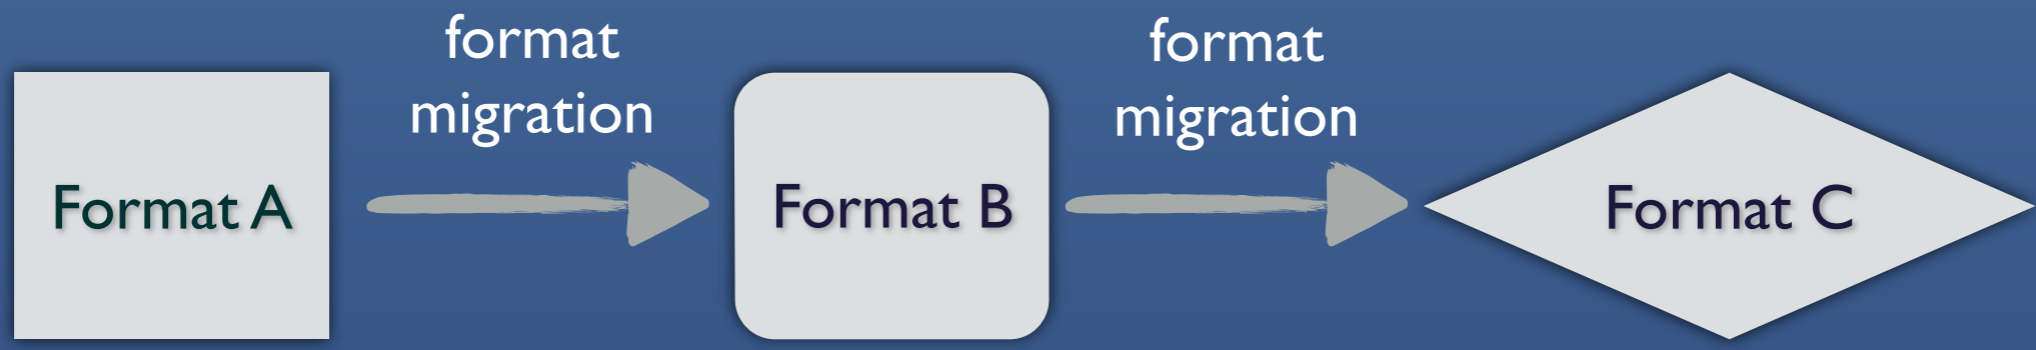 Format A
format
migration
Format B
format
migration
Format C